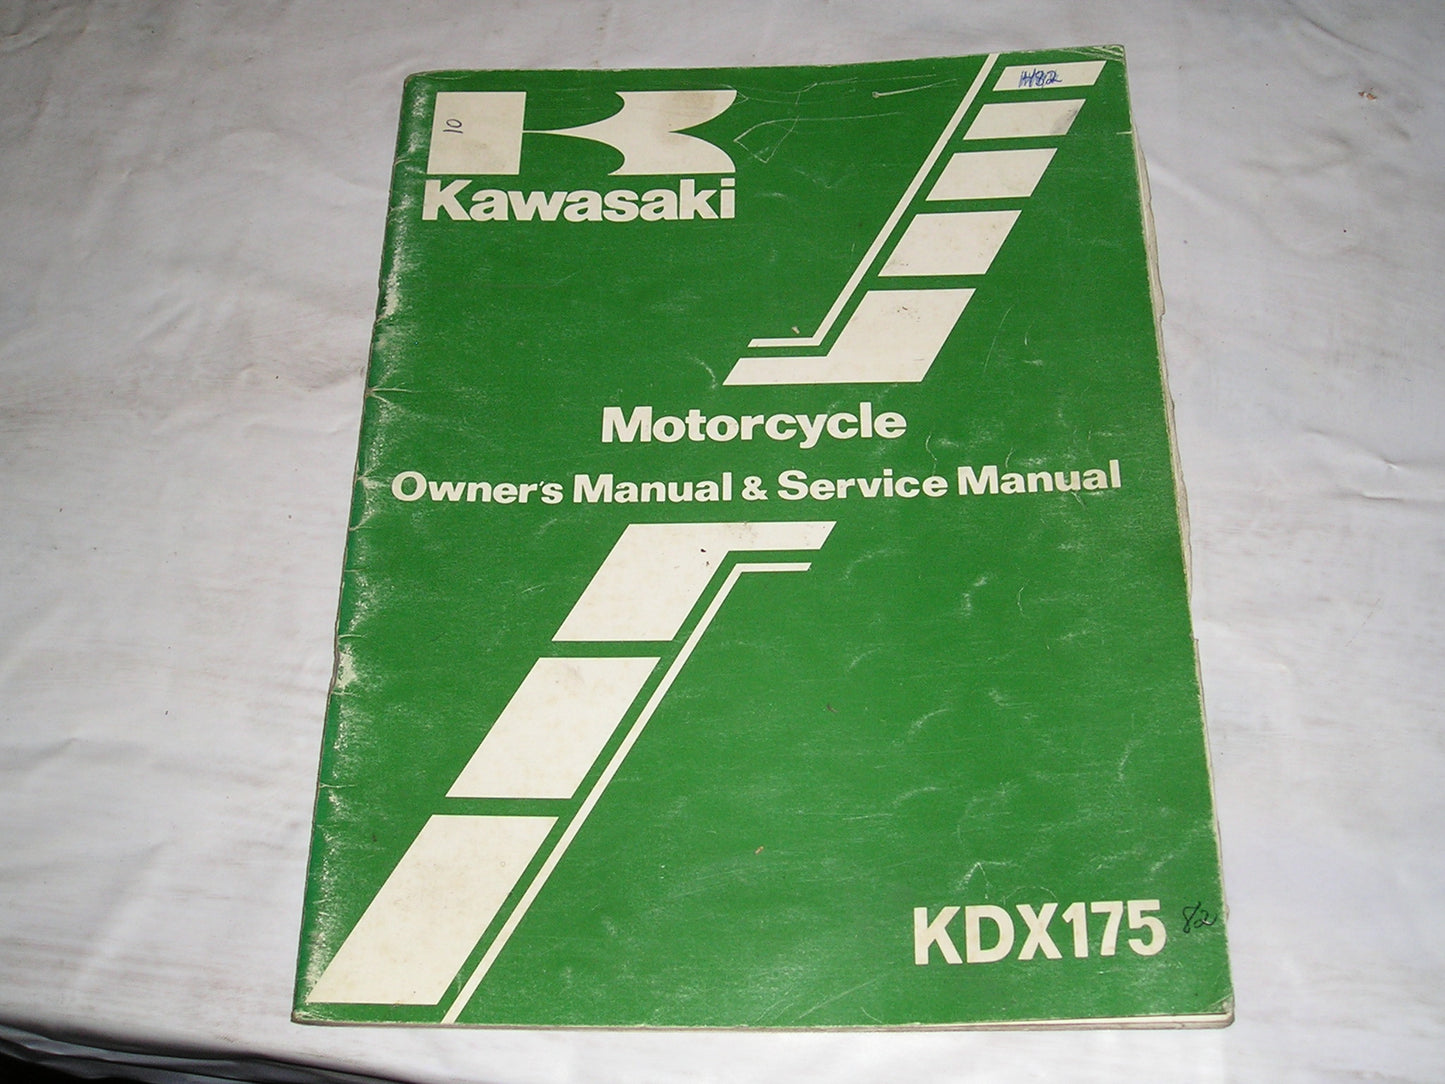 10
Kawasaki
Motorcycle
Owner's Manual & Service Manual
KDX175 82